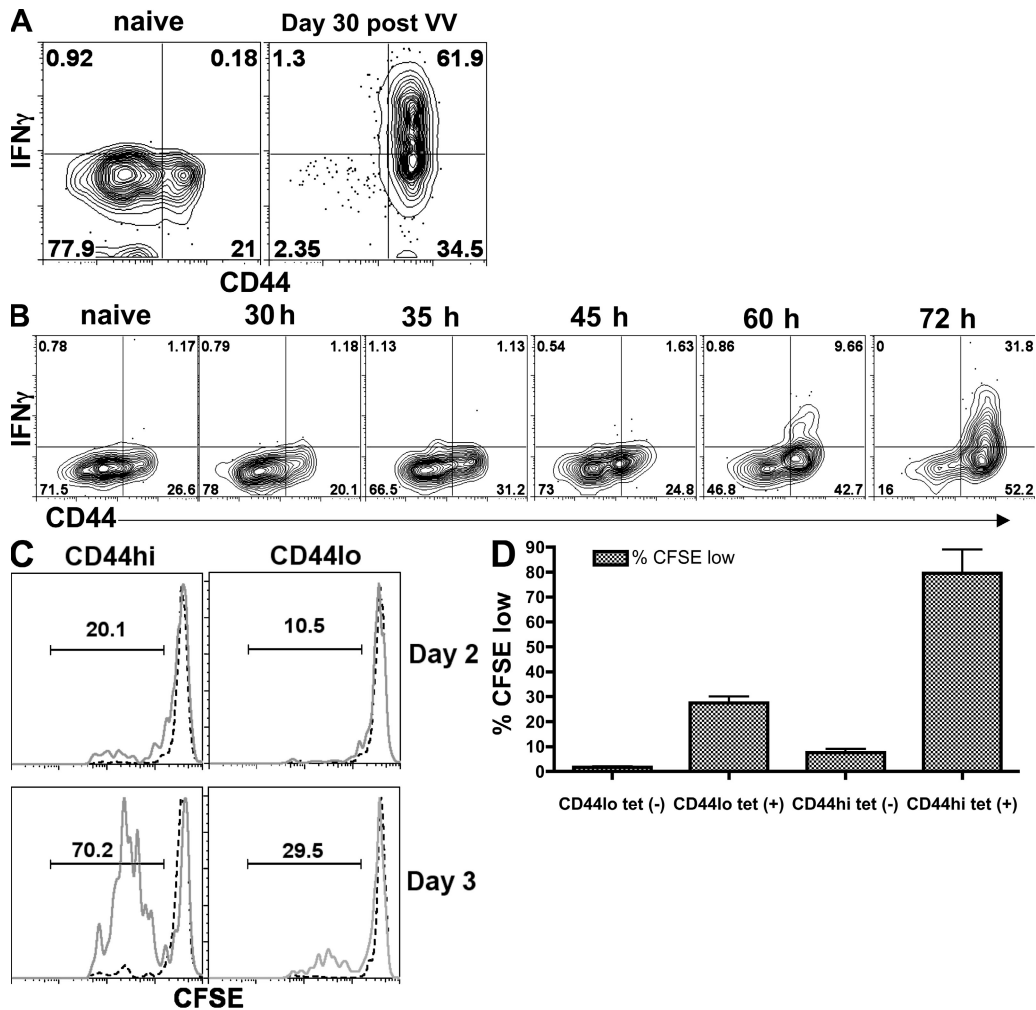 A
naive
Day 30 post VV
0.92
0.18
1.3
61.9
IFNγ
77.9
21
2.35
34.5
CD44
B
naive
30 h
35 h
45 h
60 h
72 h
0.78
1.17
0.79
1.18
1.13
1.13
0.54
1.63
0.86
9.66
0
31.8
IFNγ
71.5
26.6
78
20.1
66.5
31.2
73
24.8
46.8
42.7
16
52.2
CD44
C
CD44hi
CD44lo
20.1
10.5
Day 2
70.2
29.5
Day 3
CFSE
D
% CFSE low
% CFSE low
90
80
70
60
50
40
30
20
10
0
CD44lo tet (-)
CD44lo tet (+)
CD44hi tet (-)
CD44hi tet (+)